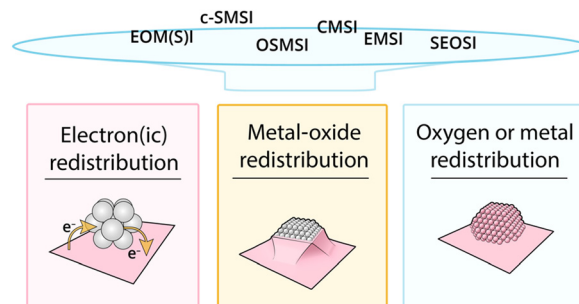 c-SMSI
CMSI
EOM(S)I
OSMSI
EMSI
SEOSI
Electron(ic)
redistribution
Metal-oxide
redistribution
Oxygen or metal
redistribution
e-
e-